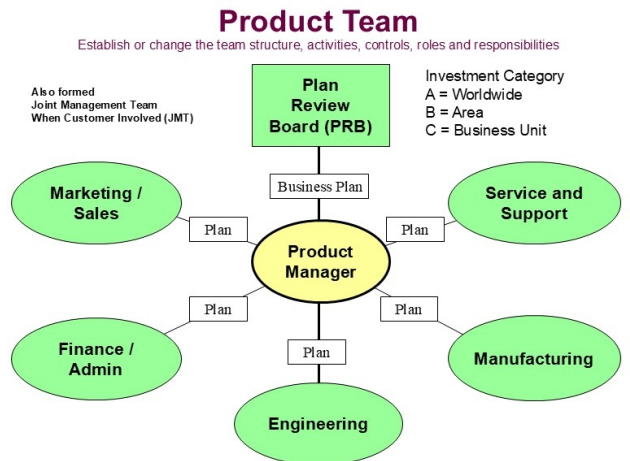 Product Team
Establish or change the team structure, activities, controls, roles and responsibilities
Also formed
Joint Management Team
When Customer Involved (JMT)
Plan
Review
Board (PRB)
Investment Category
A = Worldwide
B = Area
C = Business Unit
Business Plan
Marketing /
Sales
Service and
Support
Plan
Plan
Product
Manager
Plan
Plan
Finance /
Admin
Plan
Manufacturing
Engineering